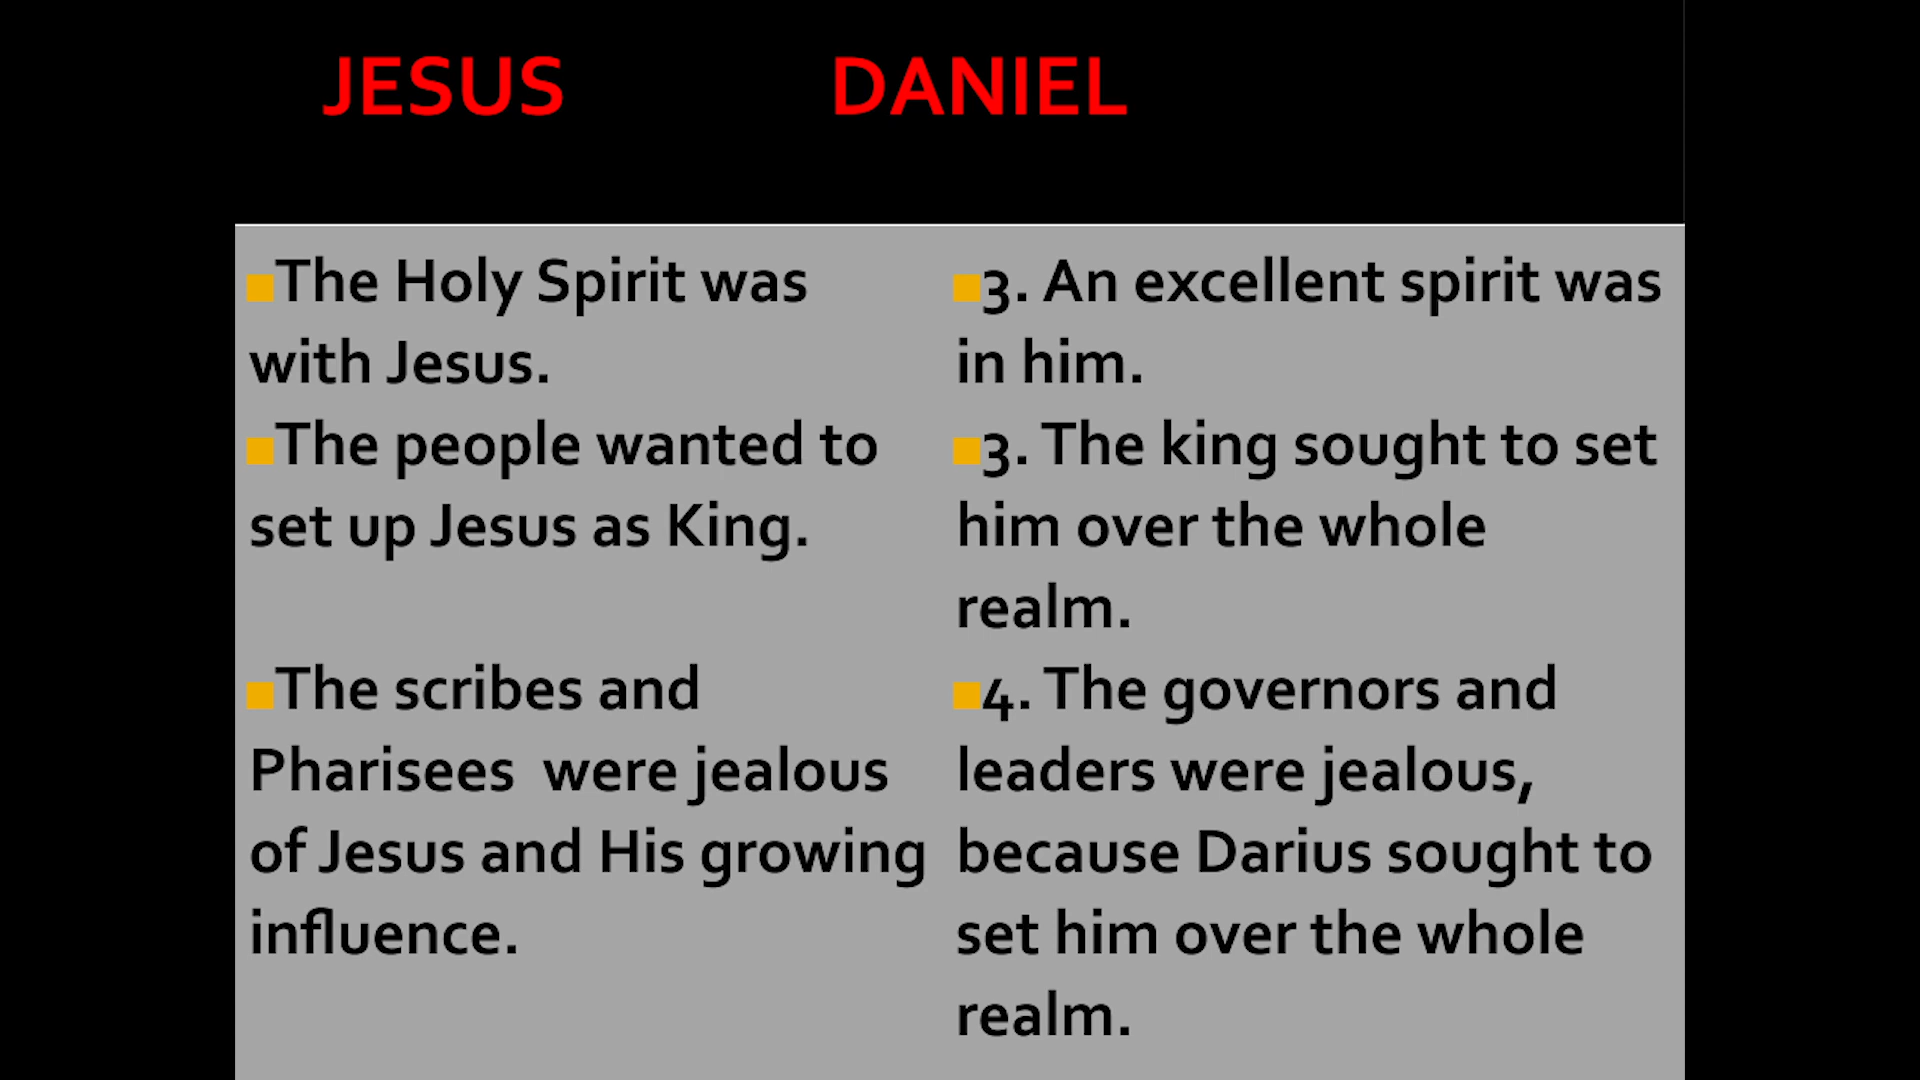 JESUS DANIEL
The Holy Spirit was
with Jesus.
The people wanted to
set up Jesus as King.
The scribes and
Pharisees  were jealous
of Jesus and His growing
influence.
3. An excellent spirit was
in him.
3. The king sought to set
him over the whole
realm.
4. The governors and
leaders were jealous,
because Darius sought to
set him over the whole
realm.